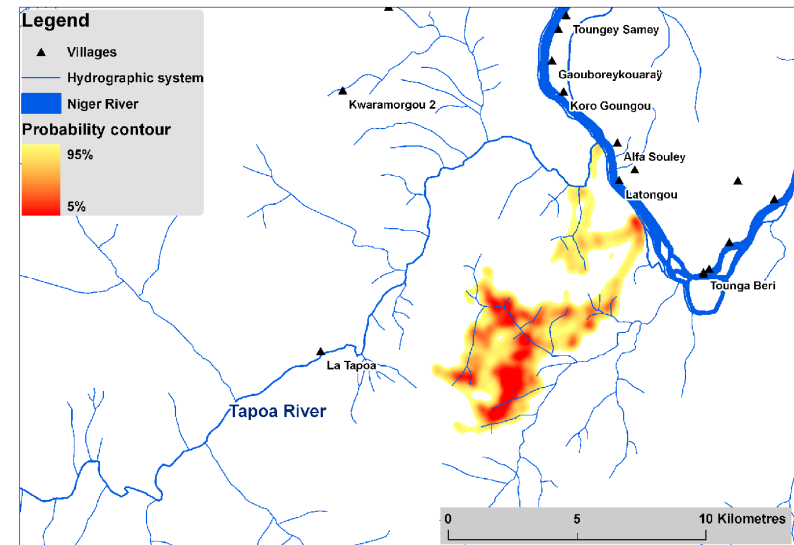 Legend
Villages
Hydrographic system
Niger River
Probability contour
95%
5%
Toungey Samey
Gaouboreykouaraÿ
Kwaramorgou 2
Koro Goungou
Alfa Souley
Latongou
Tounga Beri
La Tapoa
Tapoa River
0 5 10 Kilometres